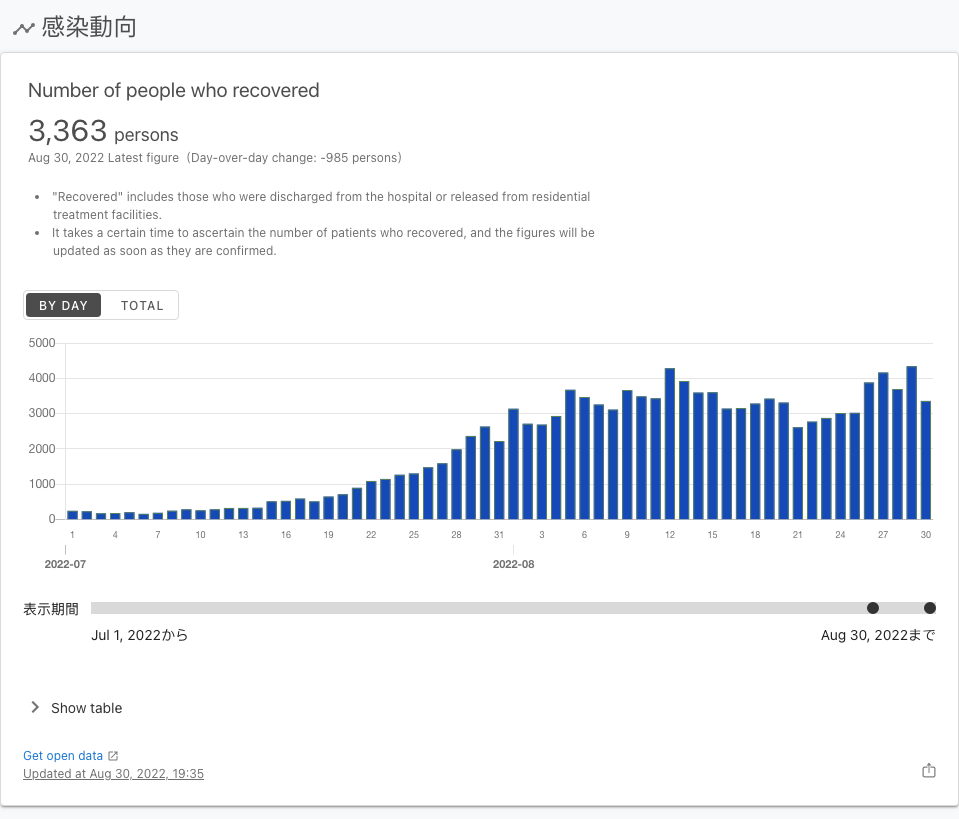 感染動向
Number of people who recovered
3,363 persons
Aug 30, 2022 Latest figure (Day-over-day change: -985 persons)
• "Recovered" includes those who were discharged from the hospital or released from residential
treatment facilities.
• It takes a certain time to ascertain the number of patients who recovered, and the figures will be
updated as soon as they are confirmed.
BY DAY TOTAL
5000
4000
3000
2000
1000
0
1 4 7 10 13 16 19 22 25 28 31 3 6 9 12 15 18 21 24 27 30
2022-07 2022-08
表示期間
Jul 1, 2022から Aug 30, 2022まで
Show table
Get open data
Updated at Aug 30, 2022, 19:35